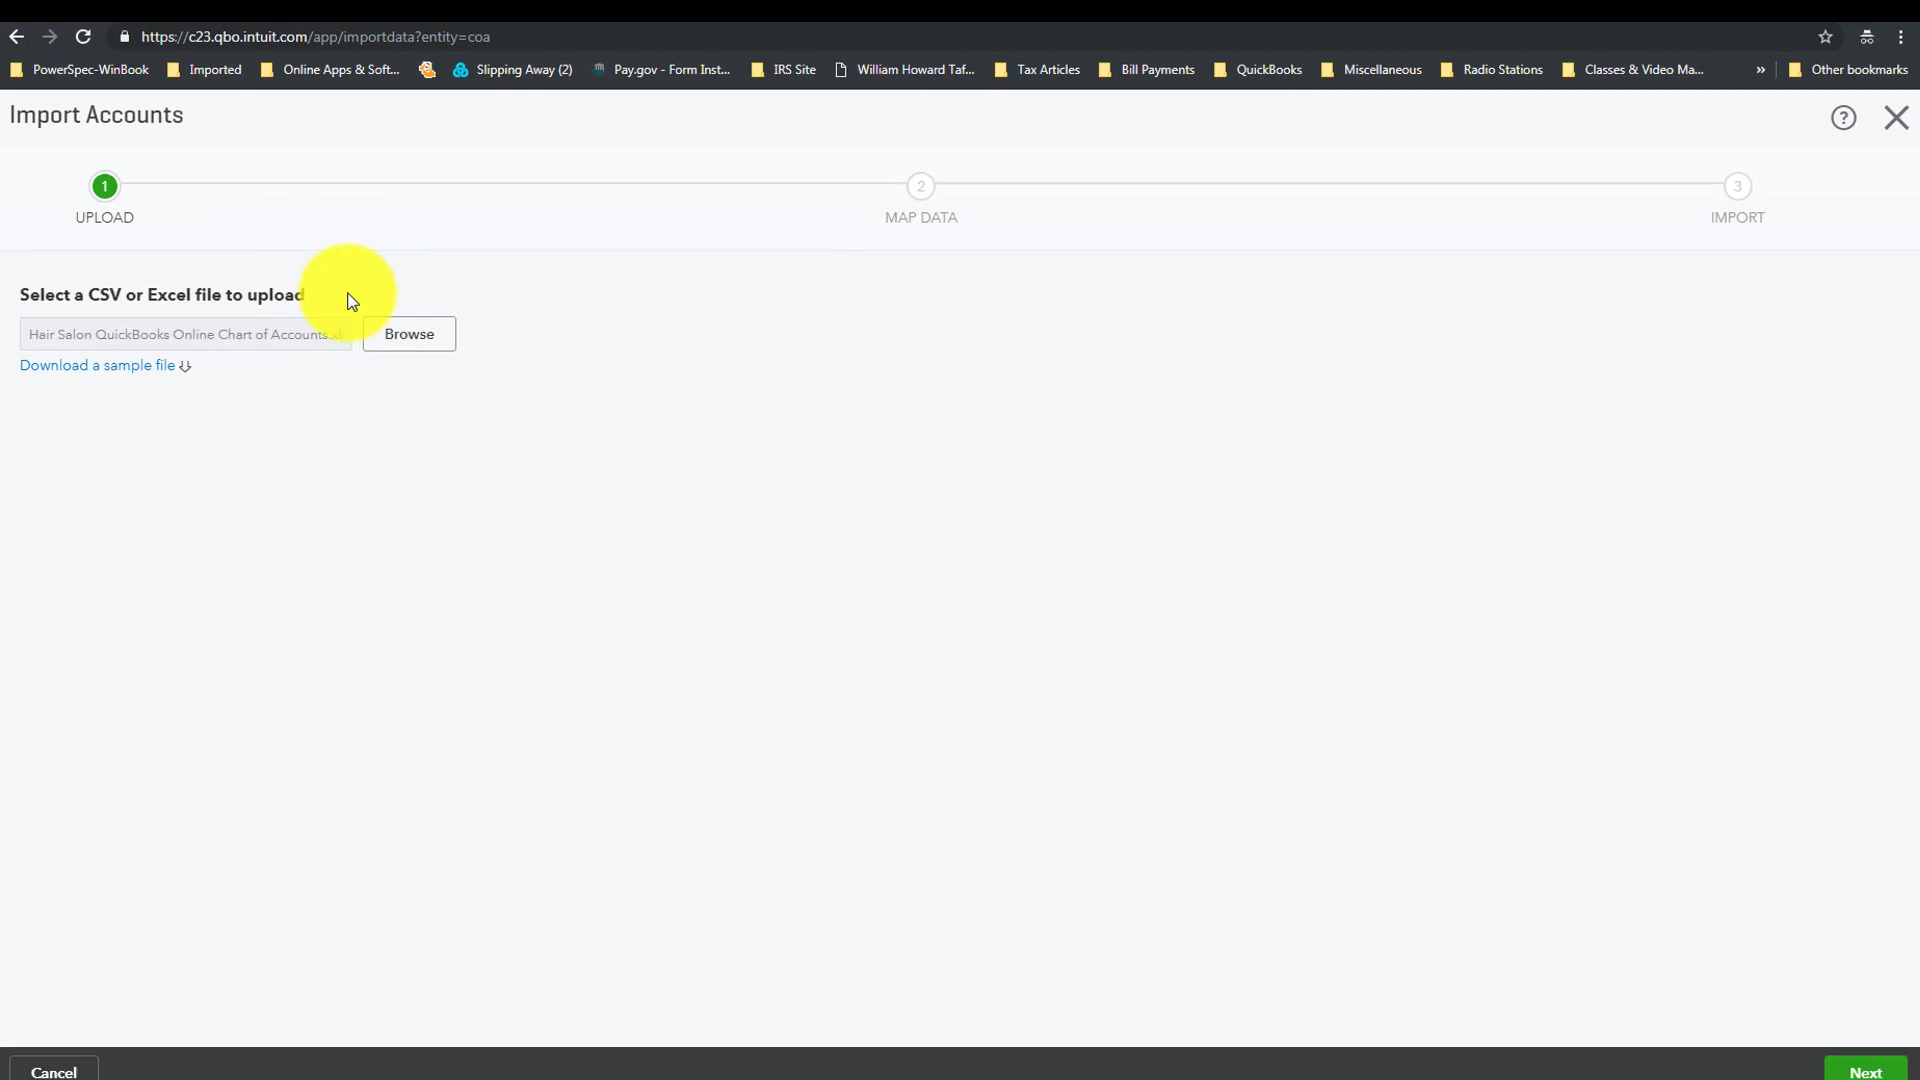 https://c23.qbo.intuit.com/app/importdata?entity=coa
PowerSpec-WinBook Imported Online Apps & Soft... Slipping Away (2) Pay.gov - Form Inst... IRS Site William Howard Taf... Tax Articles Bill Payments QuickBooks Miscellaneous Radio Stations Classes & Video Ma... » Other bookmarks
Import Accounts
?
1 2 3
UPLOAD MAP DATA IMPORT
Select a CSV or Excel file to upload
Hair Salon QuickBooks Online Chart of Accounts.xl Browse
Download a sample file
Cancel Next